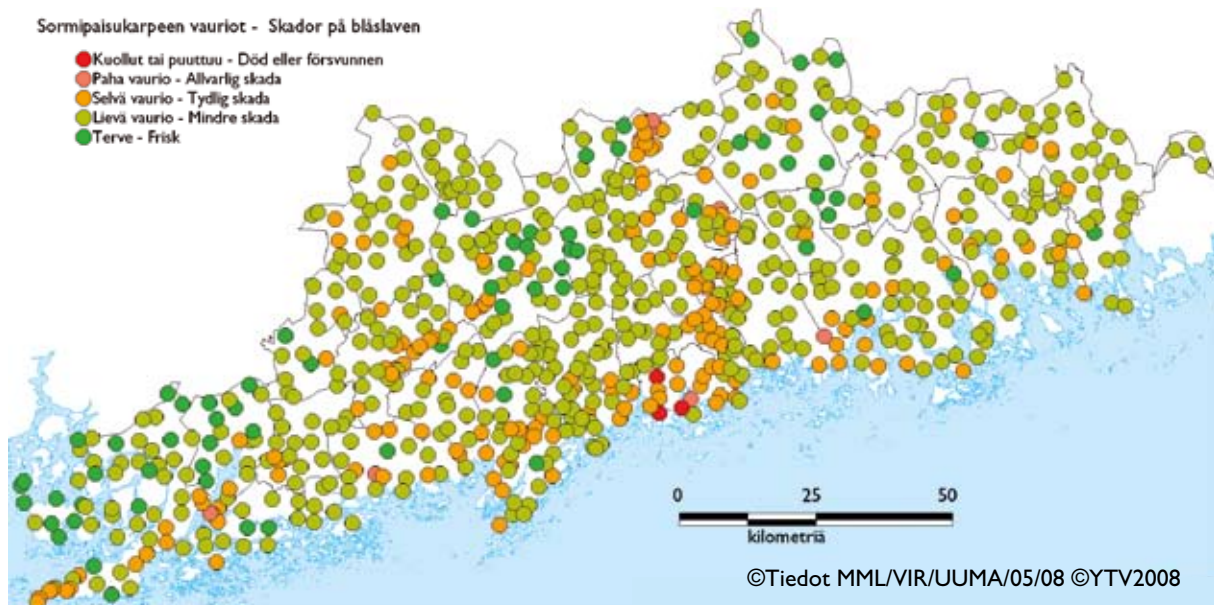 Sormipaisukarpeen vauriot - Skador på blåslaven
Kuollut tai puuttuu - Död eller försvunnen
Paha vaurio - Allvarlig skada
Selvä vaurio - Tydlig skada
Lievä vaurio - Mindre skada
Terve - Frisk
0 25 50
kilometriä
©Tiedot MML/VIR/UUMA/05/08 ©YTV2008